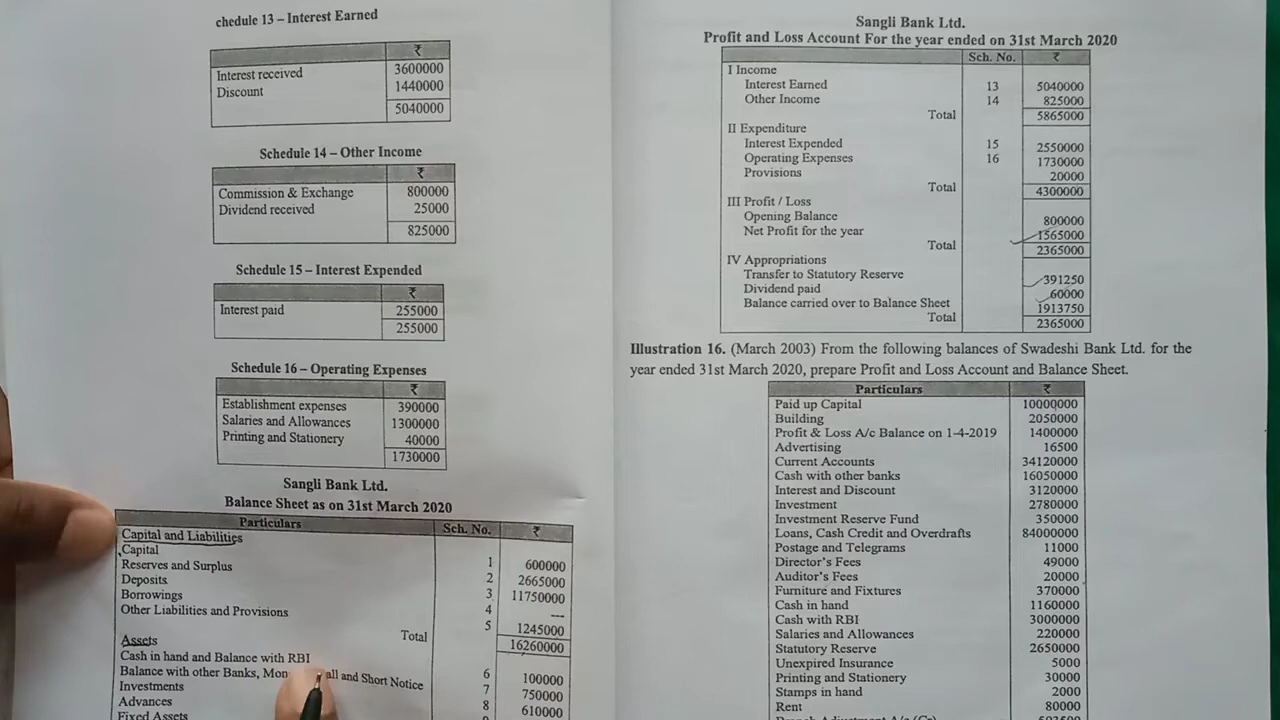 chedule 13 – Interest Earned
₹
Interest received 3600000
Discount 1440000
5040000
Schedule 14 – Other Income
₹
Commission & Exchange 800000
Dividend received 25000
825000
Schedule 15 – Interest Expended
₹
Interest paid 255000
255000
Schedule 16 – Operating Expenses
₹
Establishment expenses 390000
Salaries and Allowances 1300000
Printing and Stationery 40000
1730000
Sangli Bank Ltd.
Balance Sheet as on 31st March 2020
Particulars Sch. No. ₹
Capital and Liabilities
Capital 1 600000
Reserves and Surplus 2 2665000
Deposits 3 11750000
Borrowings 4 ---
Other Liabilities and Provisions 5 1245000
Total 16260000
Assets
Cash in hand and Balance with RBI 6 100000
Balance with other Banks, Mon all and Short Notice 7 750000
Investments 8 610000
Advances
Fixed Assets
Sangli Bank Ltd.
Profit and Loss Account For the year ended on 31st March 2020
Sch. No. ₹
I Income
Interest Earned 13 5040000
Other Income 14 825000
Total 5865000
II Expenditure
Interest Expended 15 2550000
Operating Expenses 16 1730000
Provisions 20000
Total 4300000
III Profit / Loss
Opening Balance 800000
Net Profit for the year 1565000
Total 2365000
IV Appropriations
Transfer to Statutory Reserve 391250
Dividend paid 60000
Balance carried over to Balance Sheet 1913750
Total 2365000
Illustration 16. (March 2003) From the following balances of Swadeshi Bank Ltd. for the
year ended 31st March 2020, prepare Profit and Loss Account and Balance Sheet.
Particulars ₹
Paid up Capital 10000000
Building 2050000
Profit & Loss A/c Balance on 1-4-2019 1400000
Advertising 16500
Current Accounts 34120000
Cash with other banks 16050000
Interest and Discount 3120000
Investment 2780000
Investment Reserve Fund 350000
Loans, Cash Credit and Overdrafts 84000000
Postage and Telegrams 11000
Director's Fees 49000
Auditor's Fees 20000
Furniture and Fixtures 370000
Cash in hand 1160000
Cash with RBI 3000000
Salaries and Allowances 220000
Statutory Reserve 2650000
Unexpired Insurance 5000
Printing and Stationery 30000
Stamps in hand 2000
Rent 80000